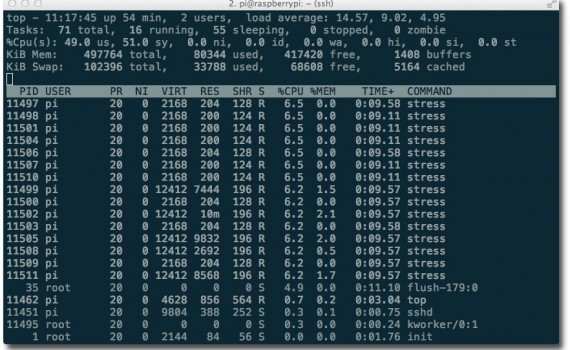 2. pi@raspberrypi: ~ (ssh)
top - 11:17:45 up 54 min,  2 users,  load average: 14.57, 9.02, 4.95
Tasks:  71 total,  16 running,  55 sleeping,   0 stopped,   0 zombie
%Cpu(s): 49.0 us, 51.0 sy,  0.0 ni,  0.0 id,  0.0 wa,  0.0 hi,  0.0 si,  0.0 st
KiB Mem:    497764 total,    80344 used,   417420 free,     1408 buffers
KiB Swap:   102396 total,    33788 used,    68608 free,     5164 cached
PID USER      PR  NI  VIRT  RES  SHR S  %CPU %MEM    TIME+  COMMAND
11497 pi        20   0  2168  204  128 R   6.5  0.0   0:09.58 stress
11498 pi        20   0  2168  200  124 R   6.5  0.0   0:09.11 stress
11501 pi        20   0  2168  200  124 R   6.5  0.0   0:09.11 stress
11504 pi        20   0  2168  200  124 R   6.5  0.0   0:09.11 stress
11506 pi        20   0  2168  204  128 R   6.5  0.0   0:09.58 stress
11507 pi        20   0  2168  200  124 R   6.5  0.0   0:09.11 stress
11510 pi        20   0  2168  200  124 R   6.5  0.0   0:09.11 stress
11499 pi        20   0 12412 7444  196 R   6.2  1.5   0:09.57 stress
11500 pi        20   0  2168  204  128 R   6.2  0.0   0:09.57 stress
11502 pi        20   0 12412  10m  196 R   6.2  2.1   0:09.57 stress
11503 pi        20   0  2168  204  128 R   6.2  0.0   0:09.58 stress
11505 pi        20   0 12412 9832  196 R   6.2  2.0   0:09.57 stress
11508 pi        20   0 12412 2692  196 R   6.2  0.5   0:09.57 stress
11509 pi        20   0  2168  204  128 R   6.2  0.0   0:09.57 stress
11511 pi        20   0 12412 8568  196 R   6.2  1.7   0:09.57 stress
35 root      20   0     0    0    0 S   4.9  0.0   0:11.10 flush-179:0
11462 pi        20   0  4628  856  564 R   0.7  0.2   0:03.04 top
11451 pi        20   0  9804  388  252 S   0.3  0.1   0:00.75 sshd
11495 root      20   0     0    0    0 S   0.3  0.0   0:00.24 kworker/0:1
1 root      20   0  2144   84   56 S   0.0  0.0   0:01.76 init